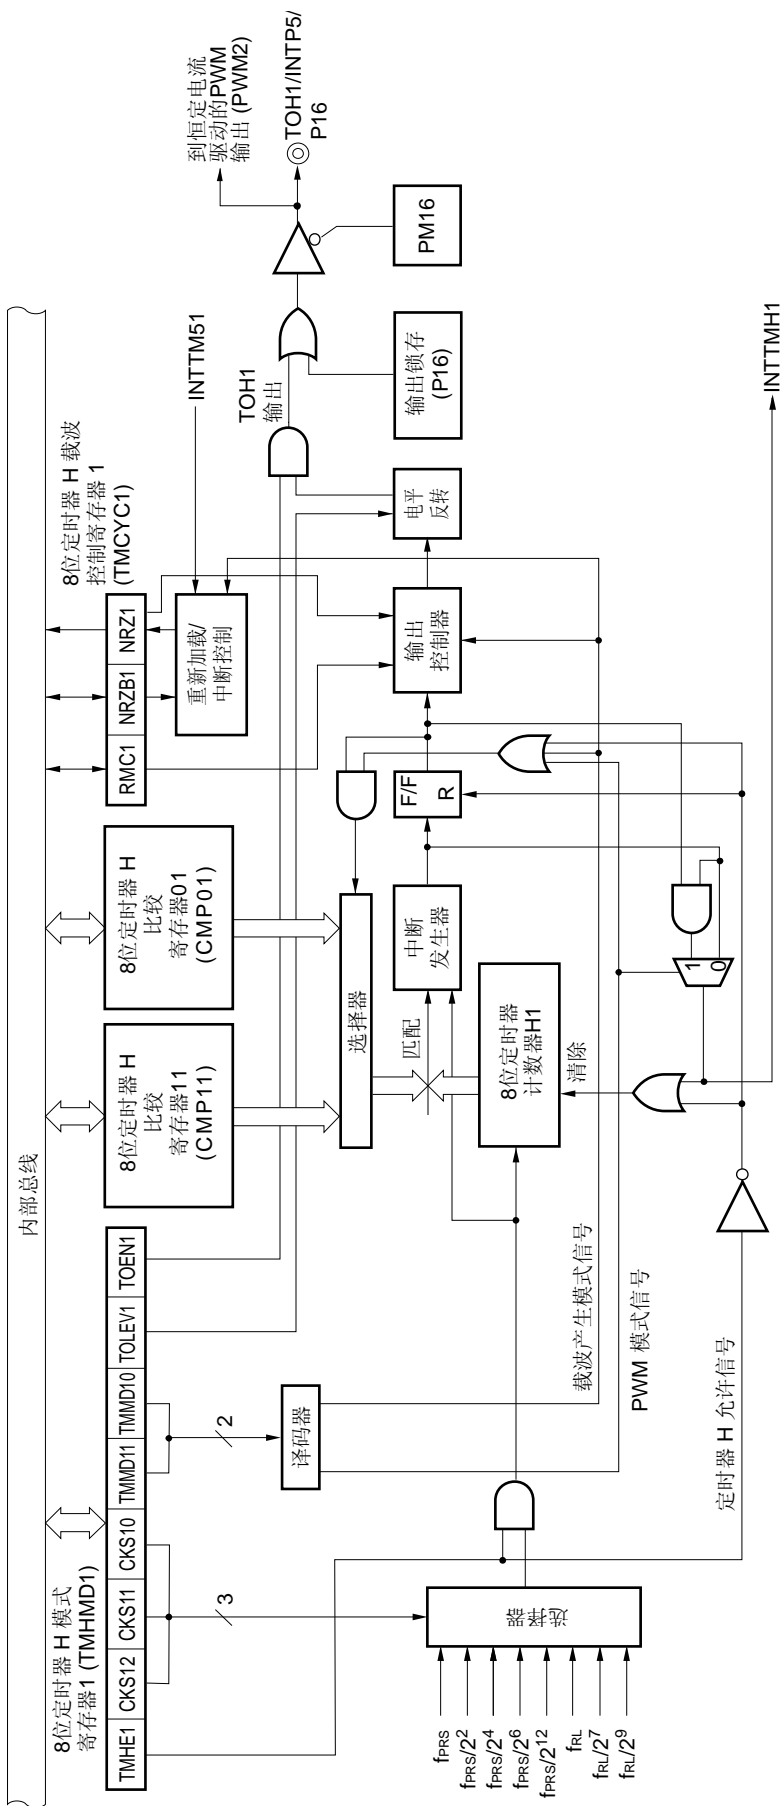 内部总线
8位定时器 H 模式
寄存器1 (TMHMD1)
TMHE1
CKS12
CKS11
CKS10
TMMD11
TMMD10
TOLEV1
TOEN1
8位定时器 H
比较
寄存器11
(CMP11)
8位定时器 H
比较
寄存器01
(CMP01)
8位定时器 H 载波
控制寄存器 1
(TMCYC1)
RMC1
NRZB1
NRZ1
INTTM51
重新加载/
中断控制
TOH1
输出
到恒定电流
驱动的PWM
输出 (PWM2)
TOH1/INTP5/
P16
3
2
译码器
选择器
匹配
中断
发生器
F/F
R
输出
控制器
电平
反转
输出锁存
(P16)
PM16
8位定时器
计数器H1
清除
fPRS
fPRS/2²
fPRS/2⁴
fPRS/2⁶
fPRS/2¹²
fRL
fRL/2⁷
fRL/2⁹
选择器
载波产生模式信号
PWM 模式信号
定时器 H 允许信号
1
0
INTTMH1